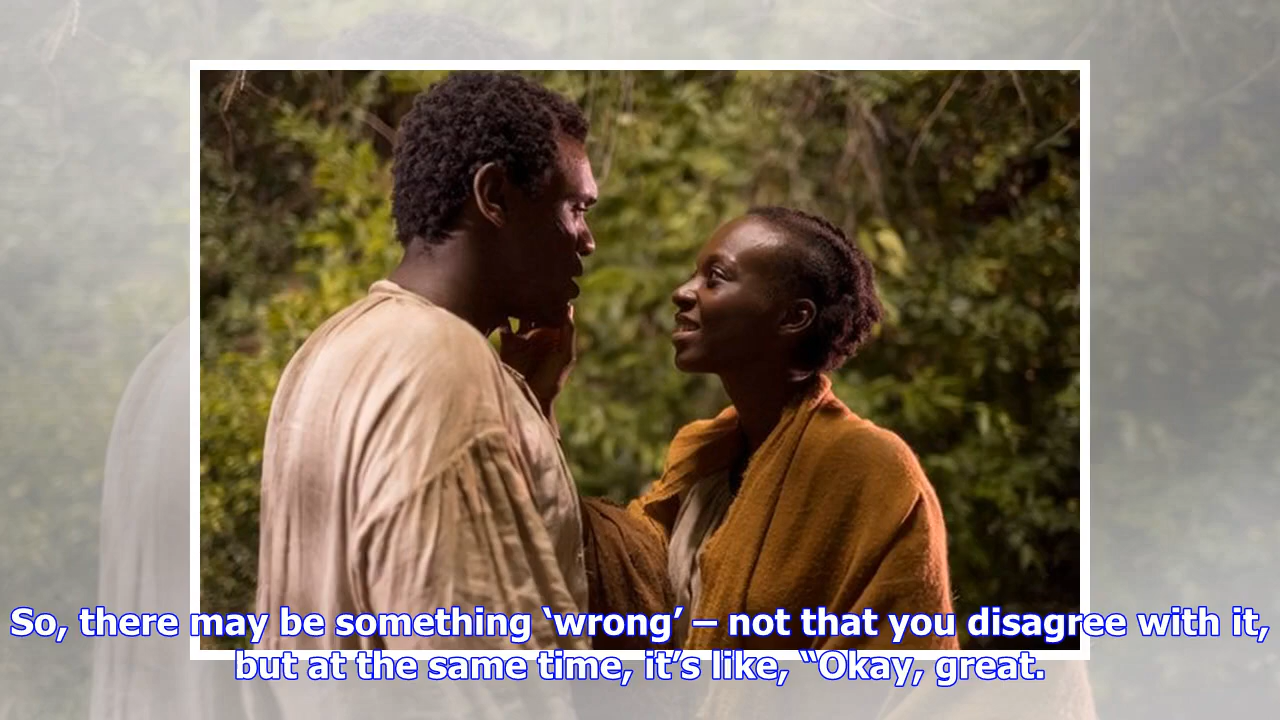 So, there may be something ‘wrong’ – not that you disagree with it,
but at the same time, it’s like, “Okay, great.